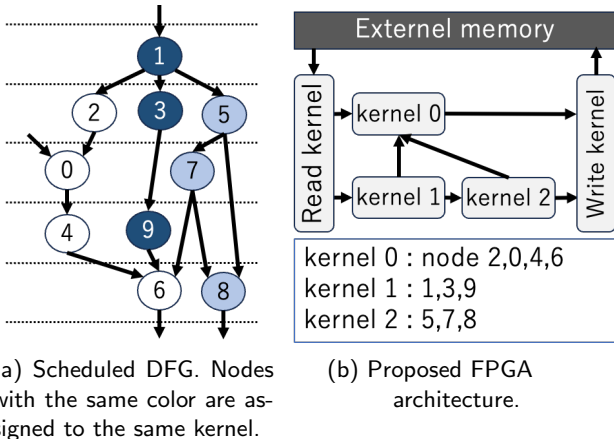 1
2
3
5
0
7
4
9
6
8
a) Scheduled DFG. Nodes
with the same color are as-
signed to the same kernel.
Externel memory
Read kernel
kernel 0
kernel 1
kernel 2
Write kernel
kernel 0 : node 2,0,4,6
kernel 1 : 1,3,9
kernel 2 : 5,7,8
(b) Proposed FPGA
architecture.